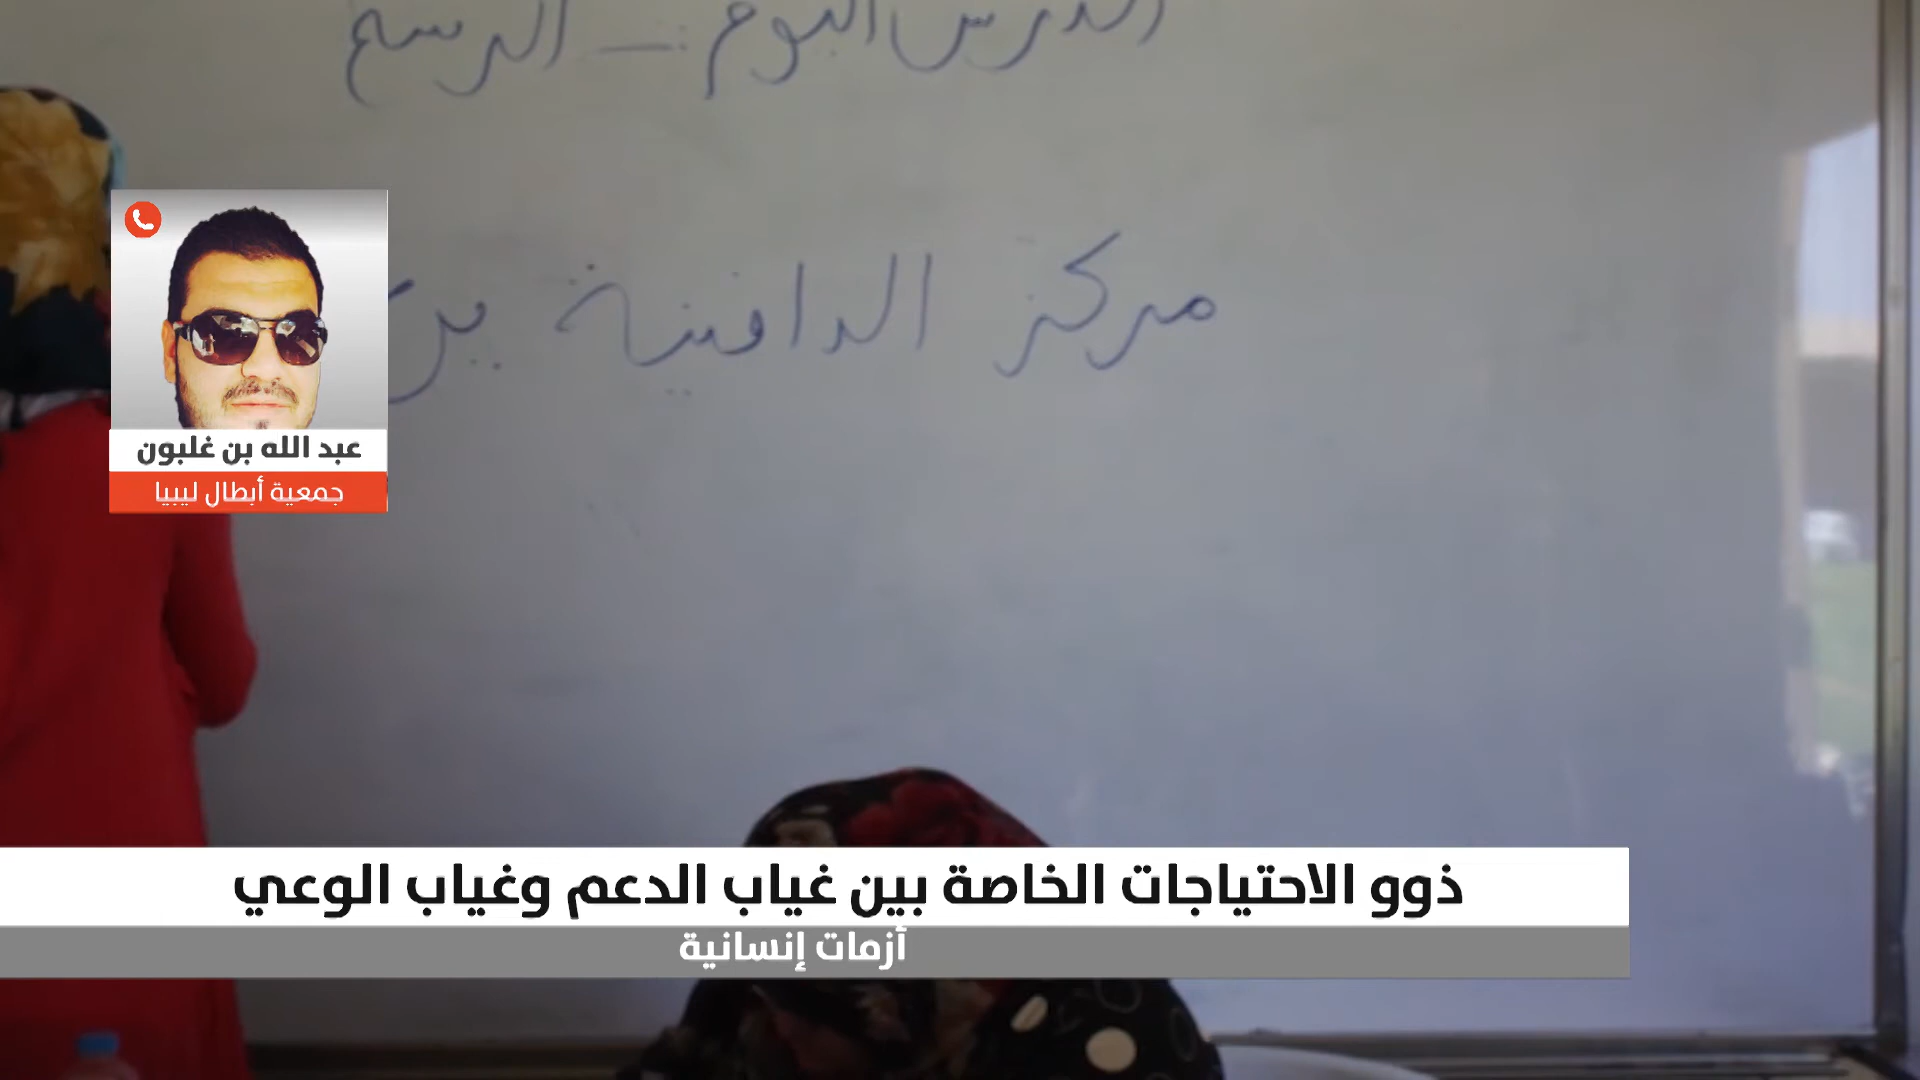 الدرس اليوم :- الرسم
مركز الدافنية
عبد الله بن غلبون
جمعية أبطال ليبيا
ذوو الاحتياجات الخاصة بين غياب الدعم وغياب الوعي
أزمات إنسانية